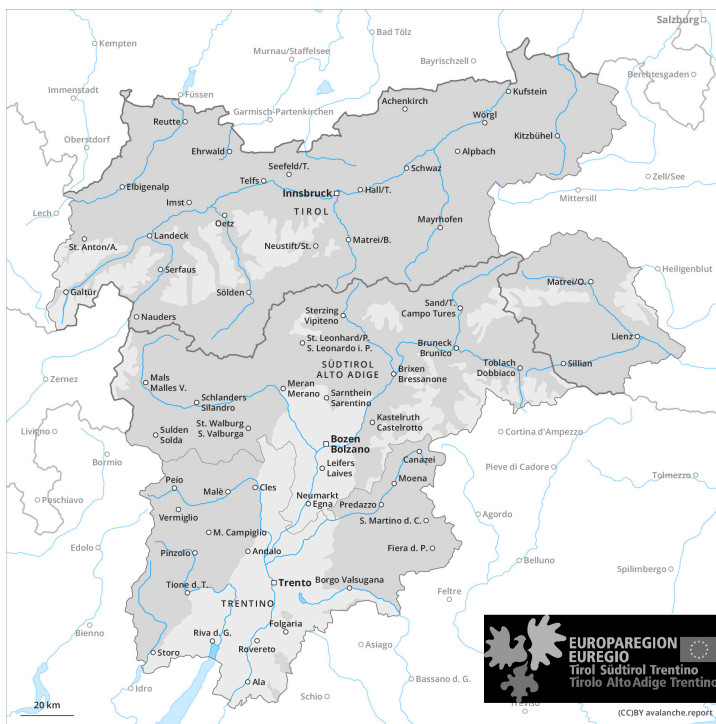 Salzburg
Kempten
Bad Tölz
Murnau/Staffelsee
Bayrischzell
Berchtesgaden
Immenstadt
Füssen
Kufstein
Achenkirch
Garmisch-Partenkirchen
Wörgl
Reutte
Oberstdorf
Kitzbühel
Ehrwald
Alpbach
Seefeld/T.
Schwaz
Zell/See
Telfs
Elbigenalp
Innsbruck
Hall/T.
Mittersill
Imst
TIROL
Lech
Oetz
Mayrhofen
Landeck
St. Anton/A.
Neustift/St.
Matrei/B.
Serfaus
Heiligenblut
Matrei/O.
Galtür
Sölden
Sand/T.
Campo Tures
Nauders
Sterzing
Vipiteno
Lienz
St. Leonhard/P.
S. Leonardo i. P.
Bruneck
Brunico
Toblach
Dobbiaco
Sillian
SÜDTIROL
ALTO ADIGE
Brixen
Bressanone
Zernez
Mals
Malles V.
Meran
Merano
Schlanders
Silandro
Sarnthein
Sarentino
Kastelruth
Castelrotto
St. Walburg
S. Valburga
Livigno
Sulden
Solda
Bozen
Bolzano
Cortina d'Ampezzo
Bormio
Canazei
Leifers
Laives
Pieve di Cadore
Tolmezzo
Peio
Malè
Cles
Moena
Poschiavo
Neumarkt
Egna
Predazzo
Vermiglio
Agordo
S. Martino d. C.
M. Campiglio
Edolo
Pinzolo
Andalo
Fiera d. P.
Belluno
Spilimbergo
Tione d. T.
Trento
Borgo Valsugana
Feltre
TRENTINO
Folgaria
Bienno
Riva d. G.
Rovereto
Asiago
Storo
Ala
Bassano d. G.
Idro
Schio
Treviso
EUROPAREGION
EUREGIO
Tirol Südtirol Trentino
Tirolo Alto Adige Trentino
20 km
(CC)BY avalanche.report